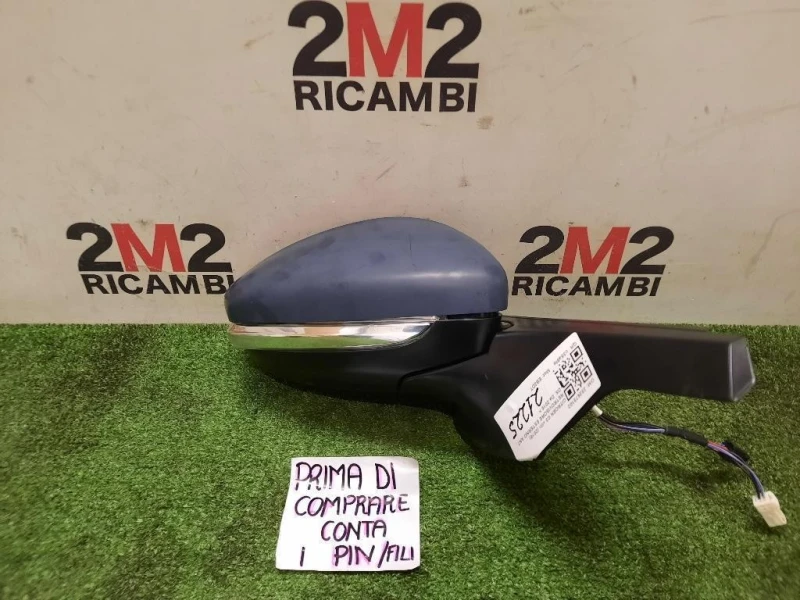 2M2
RICAMBI
2M2
RICAMBI
2M2
RICAMBI
21225
PRIMA DI
COMPRARE
CONTA
i PIN/FILI